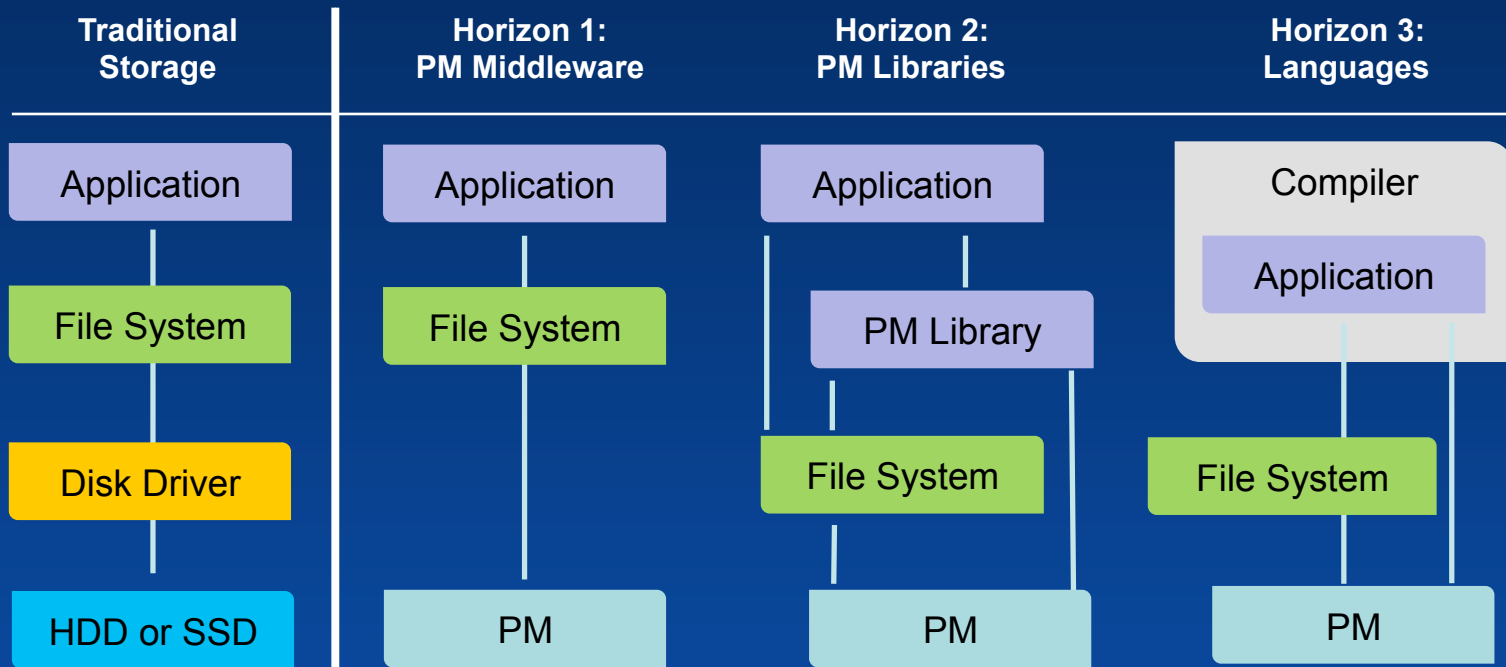 Traditional
Storage
Horizon 1:
PM Middleware
Horizon 2:
PM Libraries
Horizon 3:
Languages
Application
File System
Disk Driver
HDD or SSD
Application
File System
PM
Application
PM Library
File System
PM
Compiler
Application
File System
PM